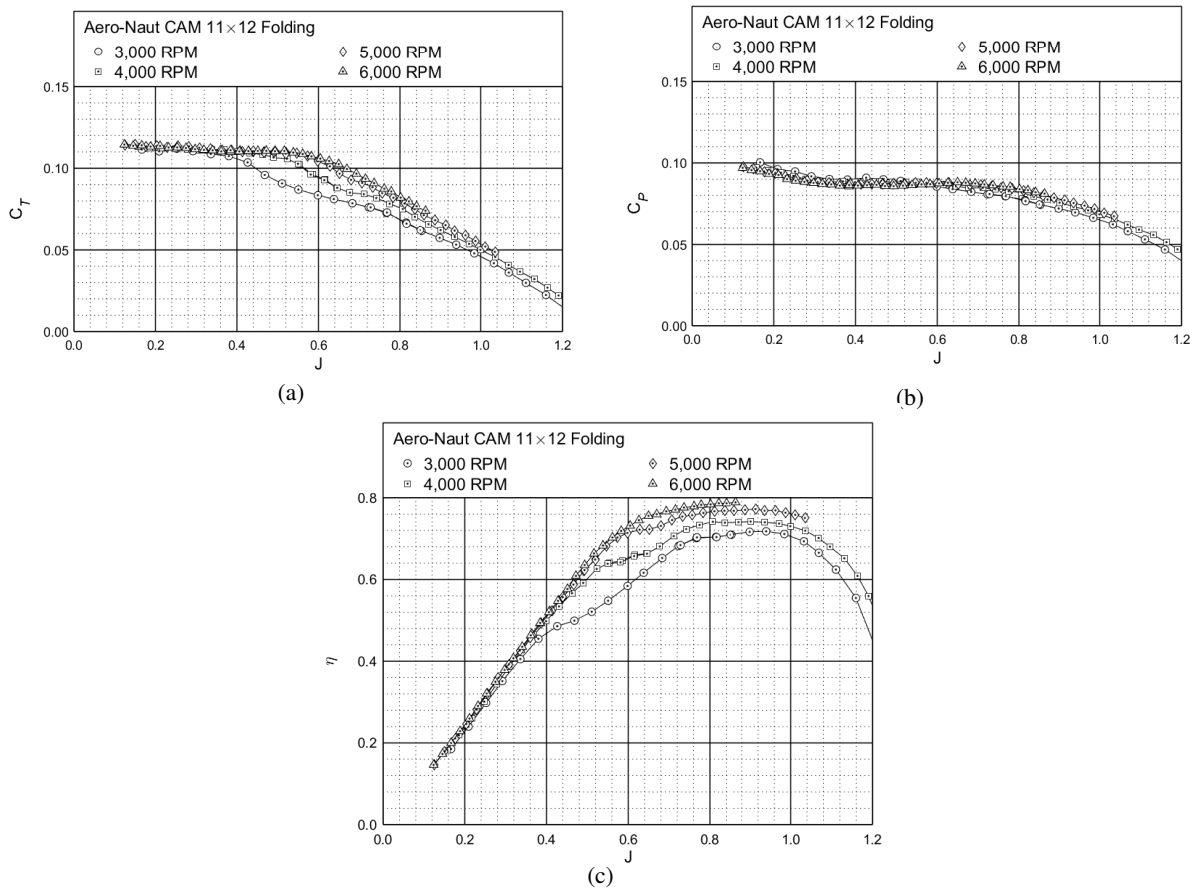 Aero-Naut CAM 11×12 Folding
3,000 RPM 5,000 RPM
4,000 RPM 6,000 RPM
0.15
0.10
0.05
0.00
C_T
0.0 0.2 0.4 0.6 0.8 1.0 1.2
J
(a)
Aero-Naut CAM 11×12 Folding
3,000 RPM 5,000 RPM
4,000 RPM 6,000 RPM
0.15
0.10
0.05
0.00
C_P
0.0 0.2 0.4 0.6 0.8 1.0 1.2
J
(b)
Aero-Naut CAM 11×12 Folding
3,000 RPM 5,000 RPM
4,000 RPM 6,000 RPM
0.8
0.6
0.4
0.2
0.0
η
0.0 0.2 0.4 0.6 0.8 1.0 1.2
J
(c)